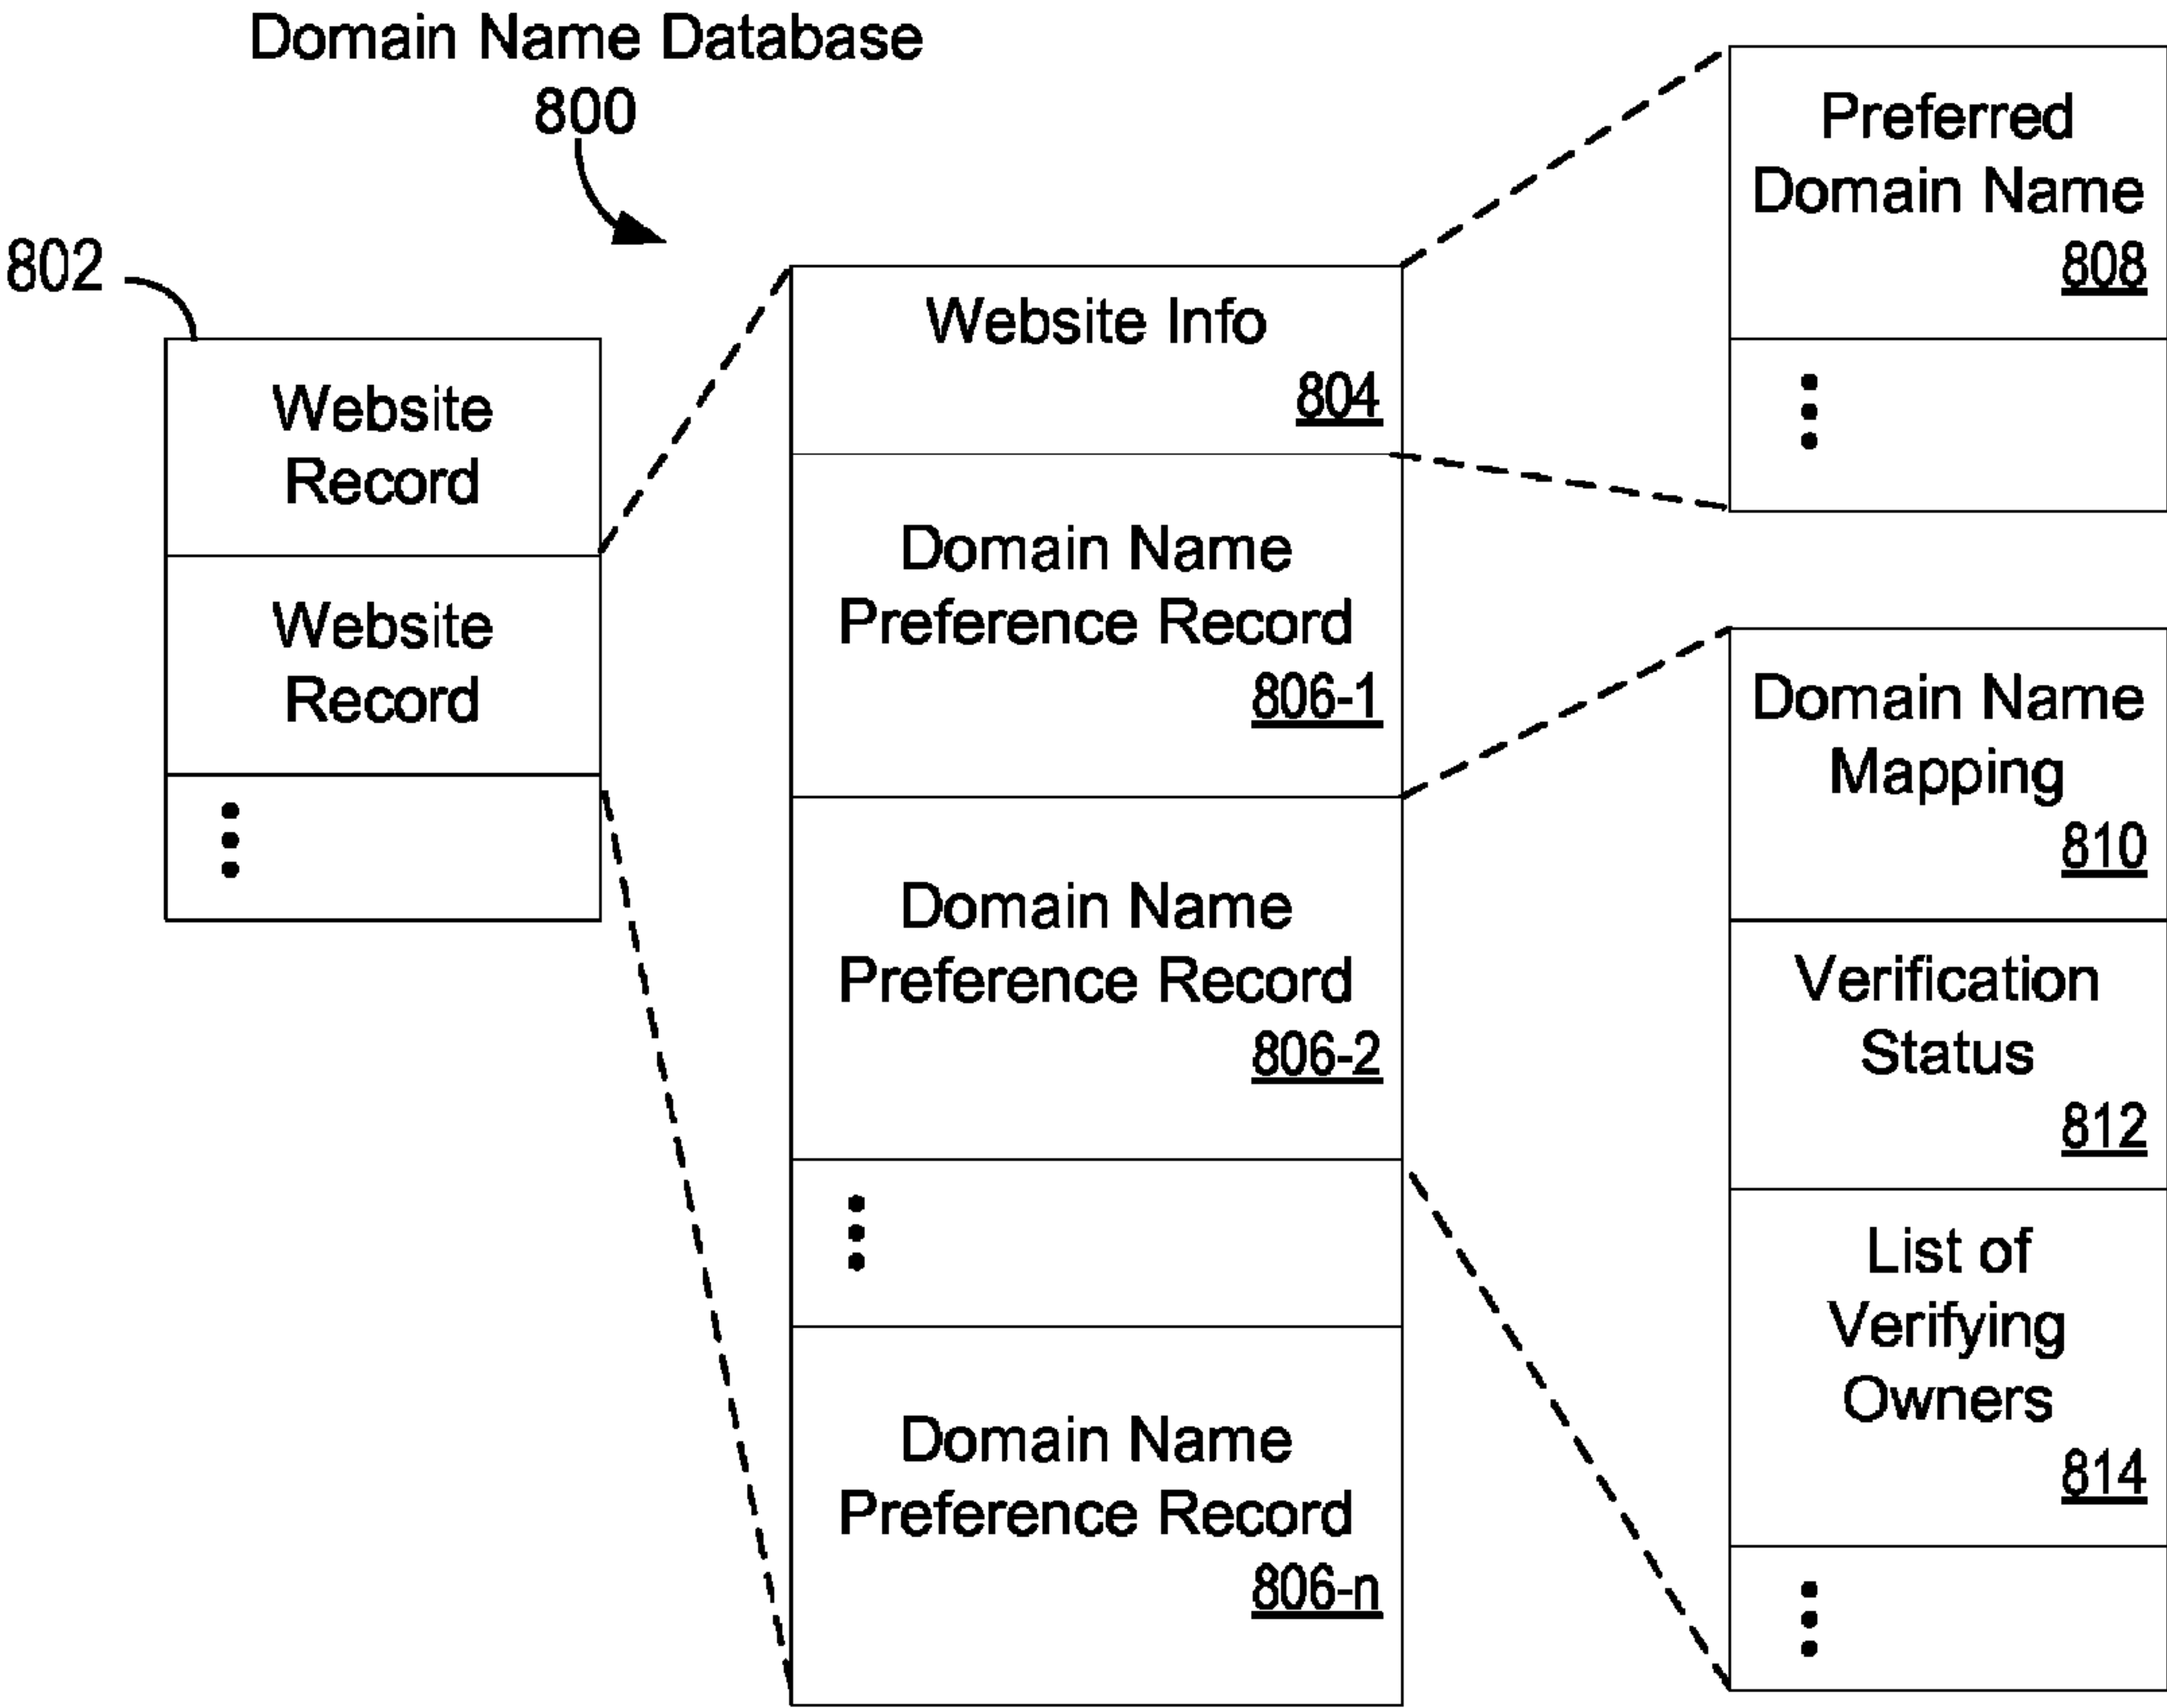 Domain Name Database
800
802
Website
Record
Website
Record
Website Info
804
Domain Name
Preference Record
806-1
Domain Name
Preference Record
806-2
Domain Name
Preference Record
806-n
Preferred
Domain Name
808
Domain Name
Mapping
810
Verification
Status
812
List of
Verifying
Owners
814